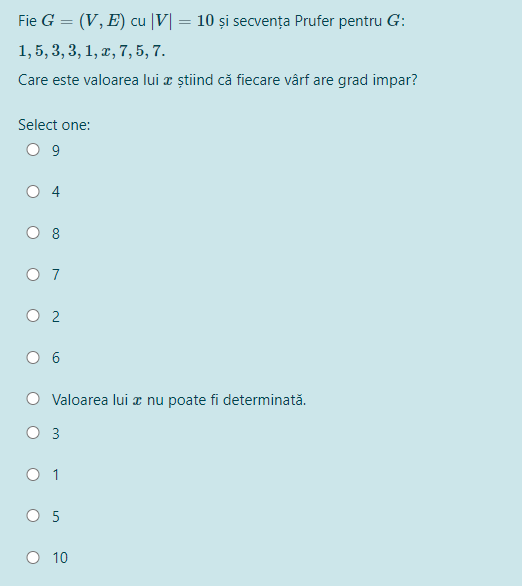 Fie G = (V, E) cu |V| = 10 și secvența Prufer pentru G:
1, 5, 3, 3, 1, x, 7, 5, 7.
Care este valoarea lui x știind că fiecare vârf are grad impar?
Select one:
9
4
8
7
2
6
Valoarea lui x nu poate fi determinată.
3
1
5
10